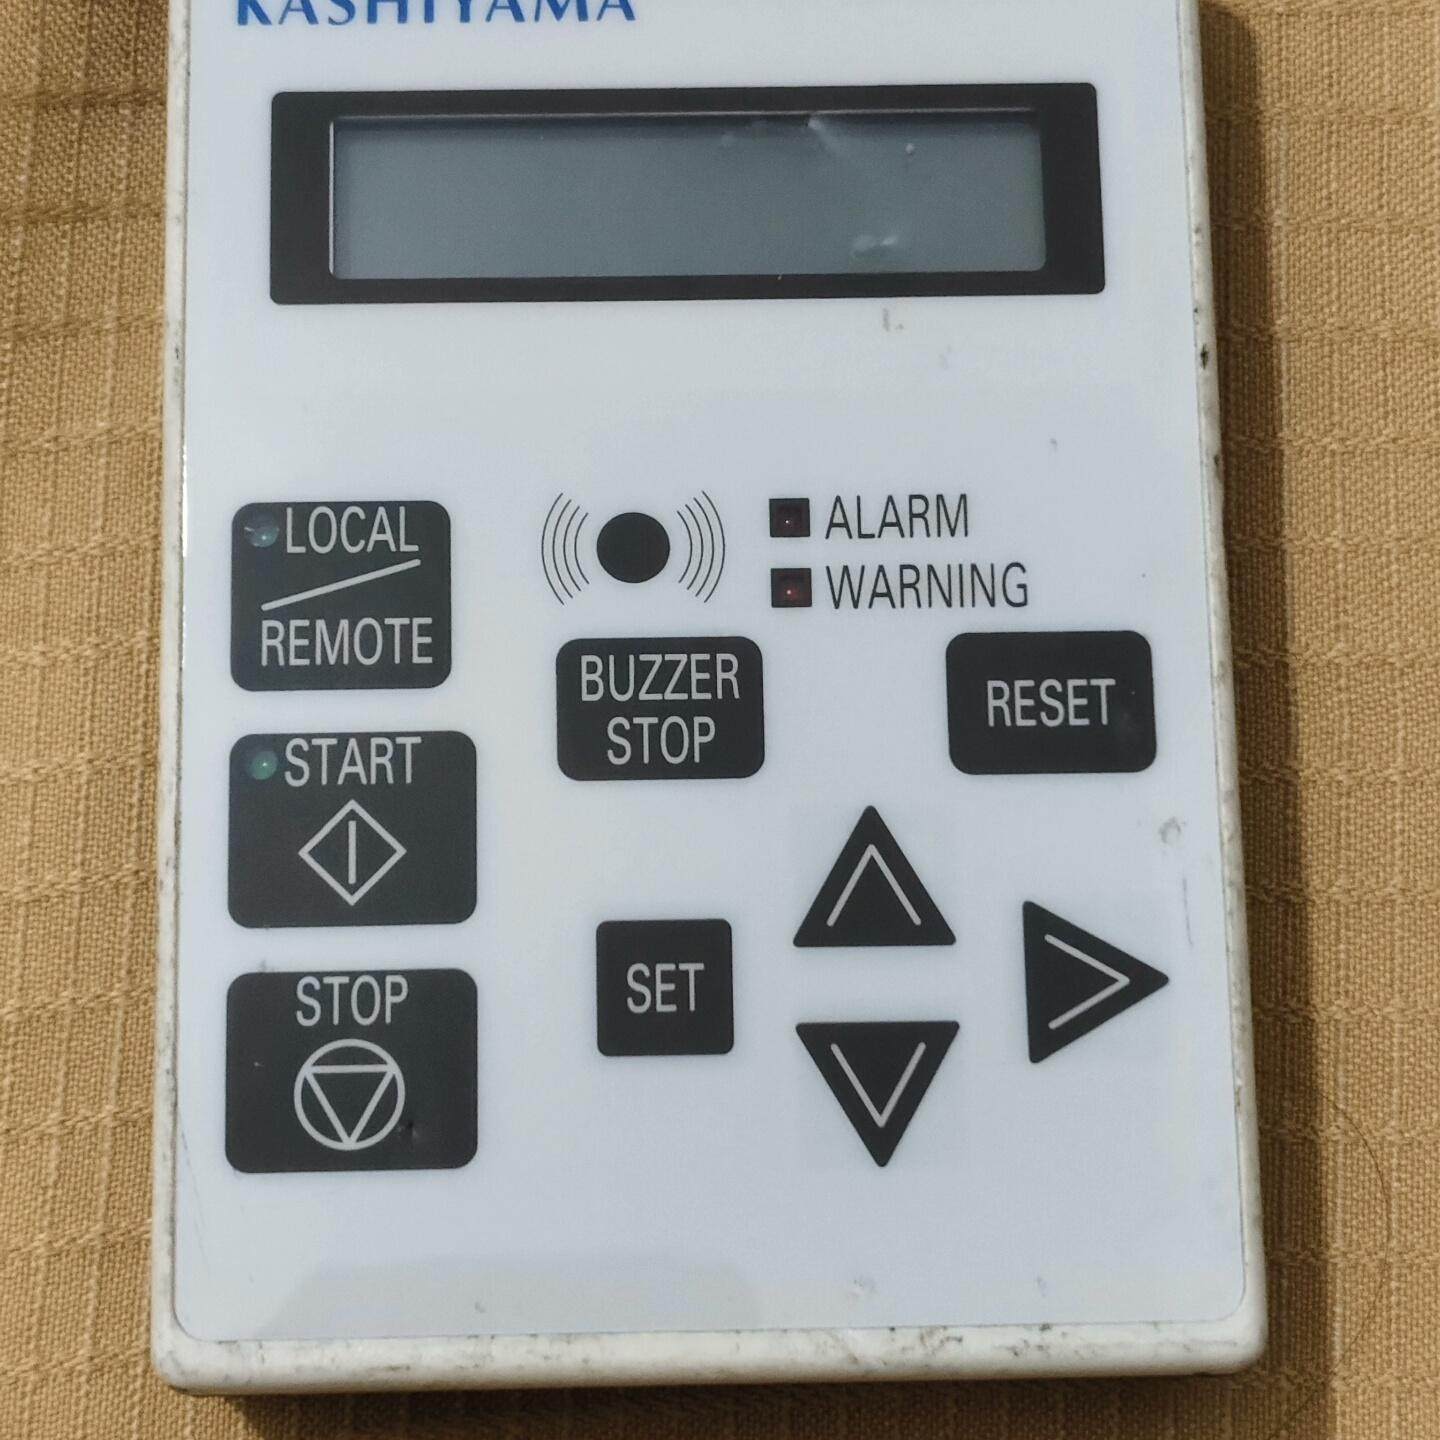 KASHIYAMA
LOCAL
REMOTE
ALARM
WARNING
BUZZER
STOP
RESET
START
SET
STOP